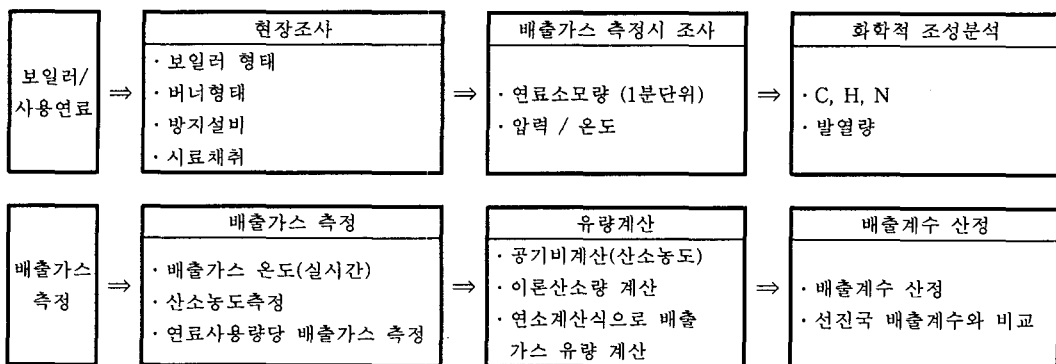 보일러/
사용연료
⇒
현장조사
· 보일러 형태
· 버너형태
· 방지설비
· 시료채취
⇒
배출가스 측정시 조사
· 연료소모량 (1분단위)
· 압력 / 온도
⇒
화학적 조성분석
· C, H, N
· 발열량
배출가스
측정
⇒
배출가스 측정
· 배출가스 온도(실시간)
· 산소농도측정
· 연료사용량당 배출가스 측정
⇒
유량계산
· 공기비계산(산소농도)
· 이론산소량 계산
· 연소계산식으로 배출
가스 유량 계산
⇒
배출계수 산정
· 배출계수 산정
· 선진국 배출계수와 비교